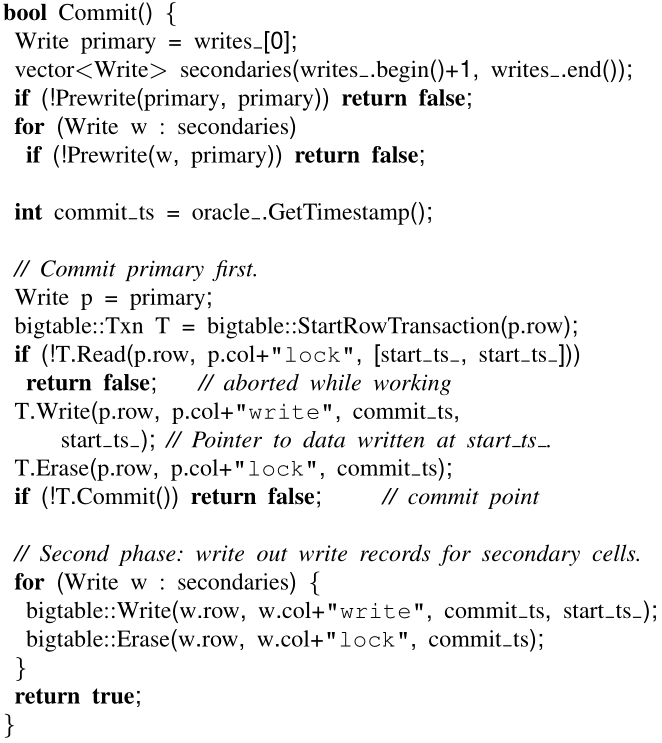 bool Commit() {
Write primary = writes_[0];
vector<Write> secondaries(writes_.begin()+1, writes_.end());
if (!Prewrite(primary, primary)) return false;
for (Write w : secondaries)
if (!Prewrite(w, primary)) return false;
int commit_ts = oracle_.GetTimestamp();
// Commit primary first.
Write p = primary;
bigtable::Txn T = bigtable::StartRowTransaction(p.row);
if (!T.Read(p.row, p.col+"lock", [start_ts_, start_ts_]))
return false; // aborted while working
T.Write(p.row, p.col+"write", commit_ts,
start_ts_); // Pointer to data written at start_ts_.
T.Erase(p.row, p.col+"lock", commit_ts);
if (!T.Commit()) return false; // commit point
// Second phase: write out write records for secondary cells.
for (Write w : secondaries) {
bigtable::Write(w.row, w.col+"write", commit_ts, start_ts_);
bigtable::Erase(w.row, w.col+"lock", commit_ts);
}
return true;
}